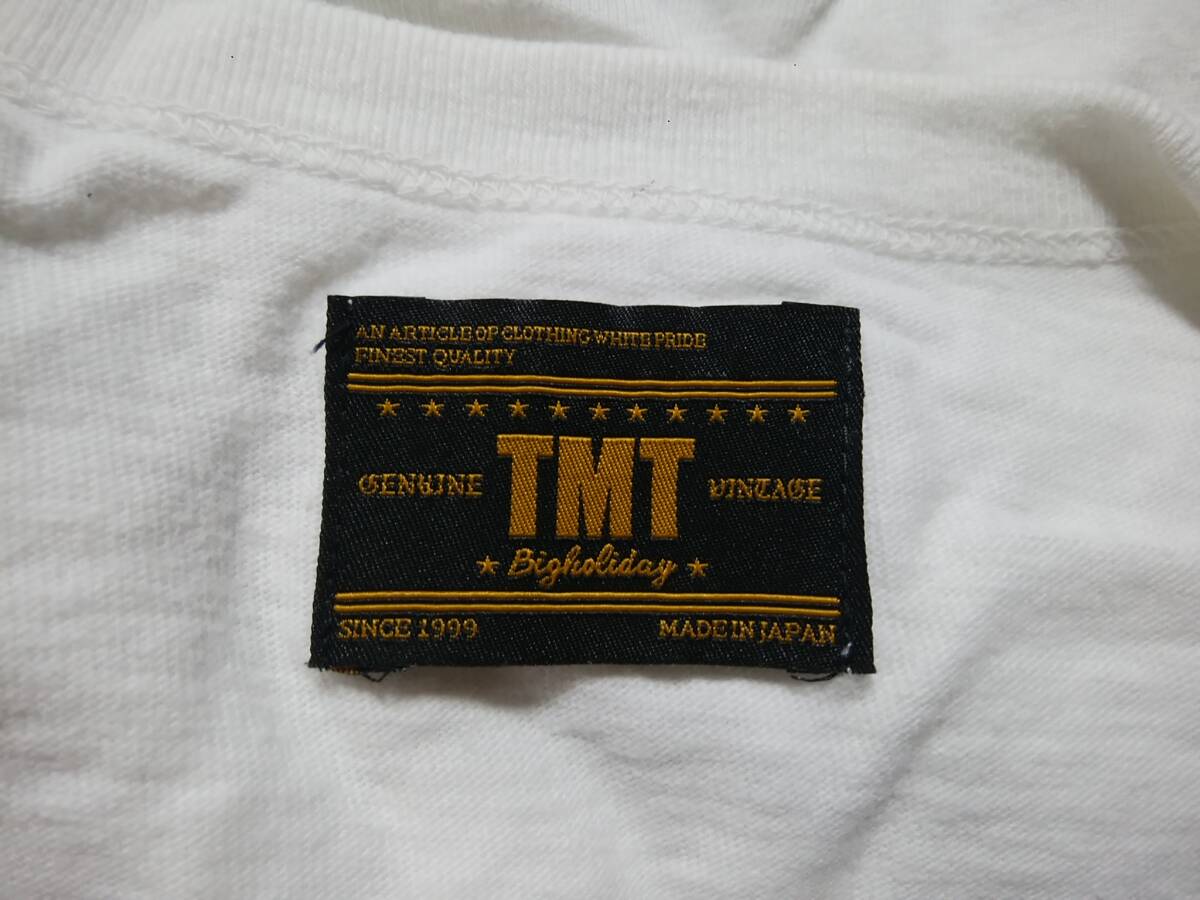 AN ARTICLE OF CLOTHING WHITE PRIDE
FINEST QUALITY
GENUINE TMT VINTAGE
Bigholiday
SINCE 1999 MADE IN JAPAN